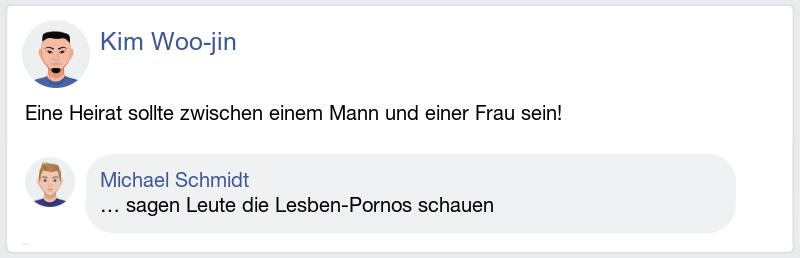 Kim Woo-jin
Eine Heirat sollte zwischen einem Mann und einer Frau sein!
Michael Schmidt
… sagen Leute die Lesben-Pornos schauen